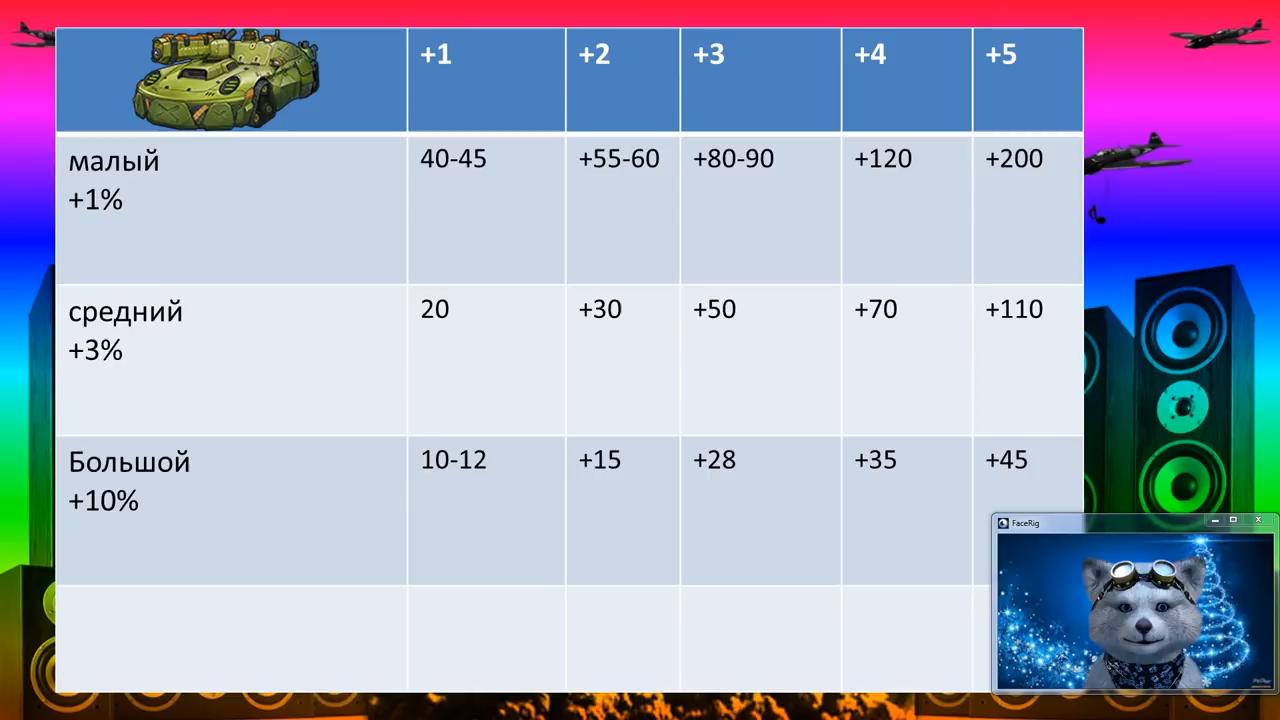 +1 +2 +3 +4 +5
малый 40-45 +55-60 +80-90 +120 +200
+1%
средний 20 +30 +50 +70 +110
+3%
Большой 10-12 +15 +28 +35 +45
+10%
FaceRig